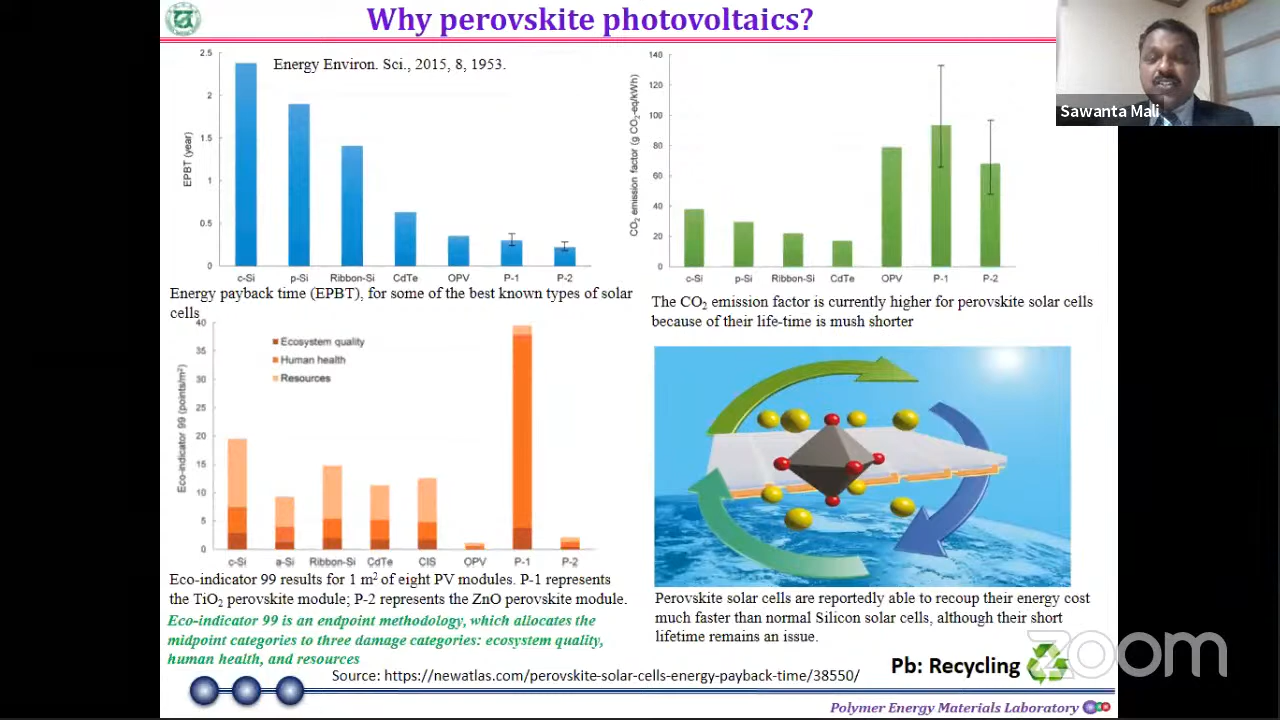 Why perovskite photovoltaics?
Energy Environ. Sci., 2015, 8, 1953.
2.5
2
1.5
1
0.5
0
EPBT (year)
c-Si p-Si Ribbon-Si CdTe OPV P-1 P-2
Energy payback time (EPBT), for some of the best known types of solar
cells
140
120
100
80
60
40
20
0
CO2 emission factor (g CO2-eq/kWh)
c-Si p-Si Ribbon-Si CdTe OPV P-1 P-2
The CO2 emission factor is currently higher for perovskite solar cells
because of their life-time is mush shorter
Sawanta Mali
40
35
30
25
20
15
10
5
0
Eco-indicator 99 (points/m2)
Ecosystem quality
Human health
Resources
c-Si a-Si Ribbon-Si CdTe CIS OPV P-1 P-2
Eco-indicator 99 results for 1 m2 of eight PV modules. P-1 represents
the TiO2 perovskite module; P-2 represents the ZnO perovskite module.
Eco-indicator 99 is an endpoint methodology, which allocates the
midpoint categories to three damage categories: ecosystem quality,
human health, and resources
Perovskite solar cells are reportedly able to recoup their energy cost
much faster than normal Silicon solar cells, although their short
lifetime remains an issue.
Pb: Recycling
zoom
Source: https://newatlas.com/perovskite-solar-cells-energy-payback-time/38550/
Polymer Energy Materials Laboratory